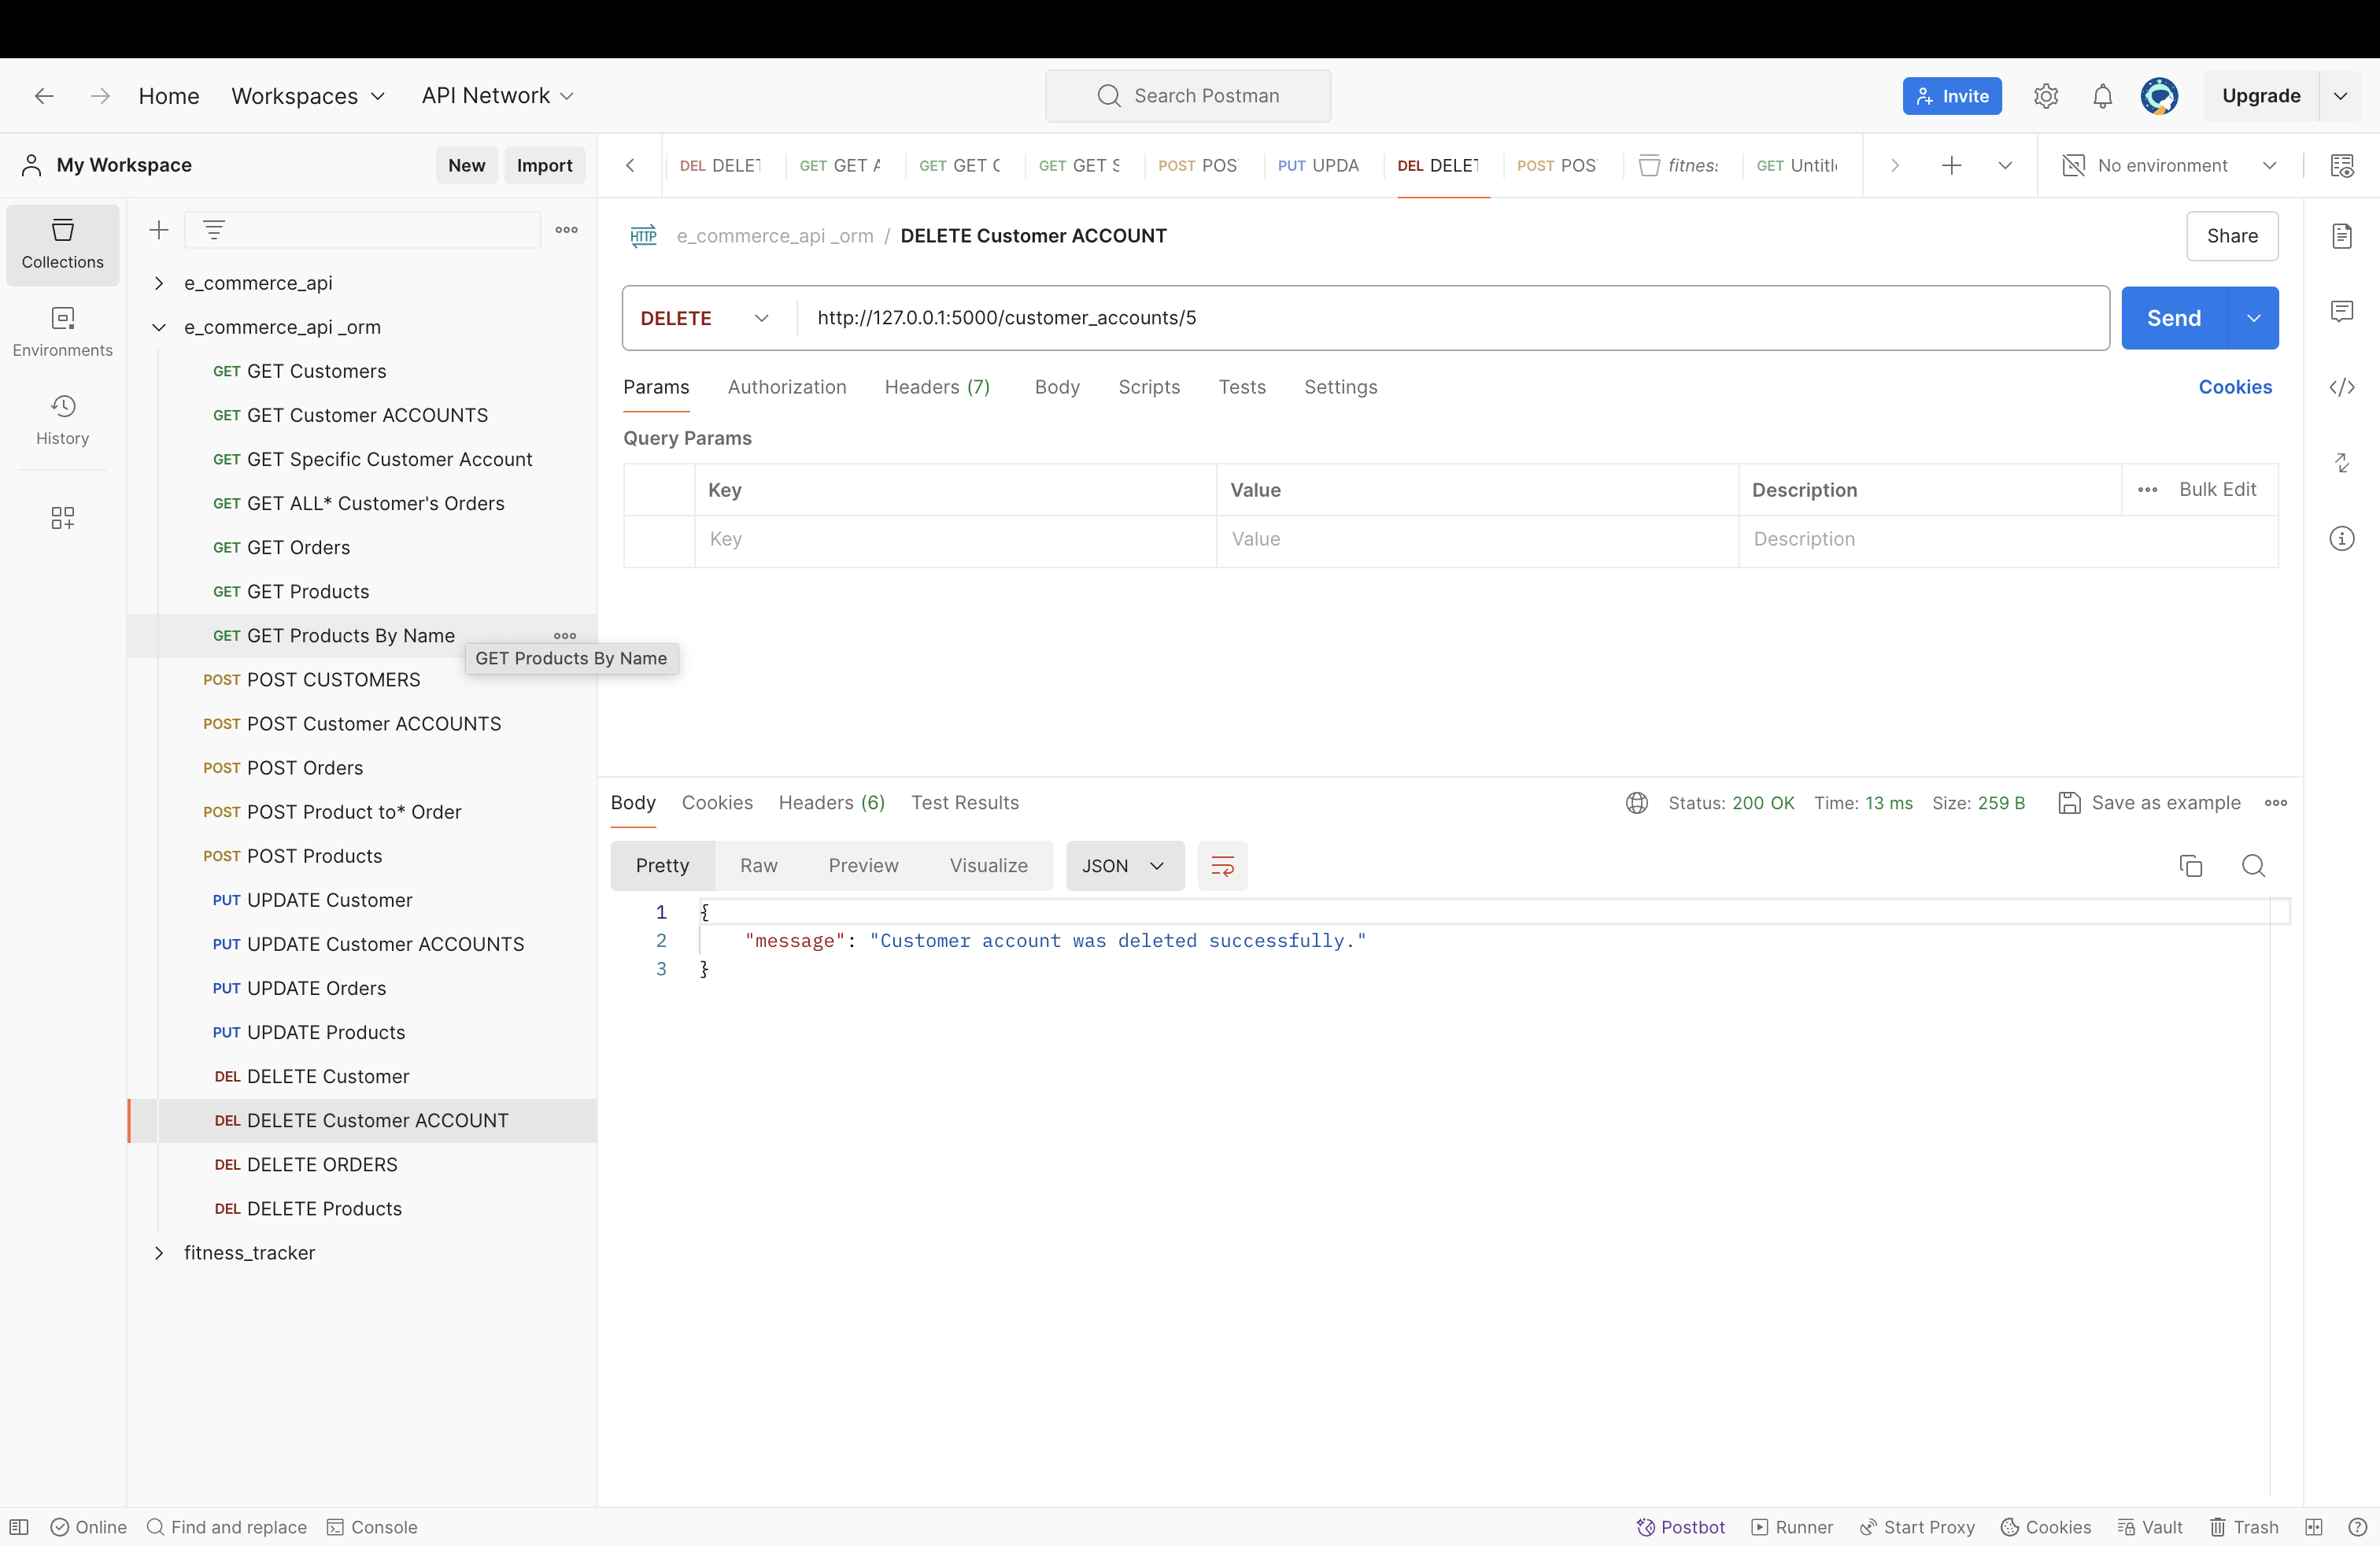 Home Workspaces API Network Search Postman Invite Upgrade
My Workspace New Import DEL DELET GET GET A GET GET C GET GET S POST POS PUT UPDA DEL DELET POST POS fitnes GET Untitl No environment
Collections
Environments
History
e_commerce_api
e_commerce_api _orm
GET GET Customers
GET GET Customer ACCOUNTS
GET GET Specific Customer Account
GET GET ALL* Customer's Orders
GET GET Orders
GET GET Products
GET GET Products By Name
GET Products By Name
POST POST CUSTOMERS
POST POST Customer ACCOUNTS
POST POST Orders
POST POST Product to* Order
POST POST Products
PUT UPDATE Customer
PUT UPDATE Customer ACCOUNTS
PUT UPDATE Orders
PUT UPDATE Products
DEL DELETE Customer
DEL DELETE Customer ACCOUNT
DEL DELETE ORDERS
DEL DELETE Products
fitness_tracker
HTTP e_commerce_api _orm / DELETE Customer ACCOUNT Share
DELETE http://127.0.0.1:5000/customer_accounts/5 Send
Params Authorization Headers (7) Body Scripts Tests Settings Cookies
Query Params
Key Value Description Bulk Edit
Key Value Description
Body Cookies Headers (6) Test Results Status: 200 OK Time: 13 ms Size: 259 B Save as example
Pretty Raw Preview Visualize JSON
1 {
2 "message": "Customer account was deleted successfully."
3 }
Online Find and replace Console Postbot Runner Start Proxy Cookies Vault Trash